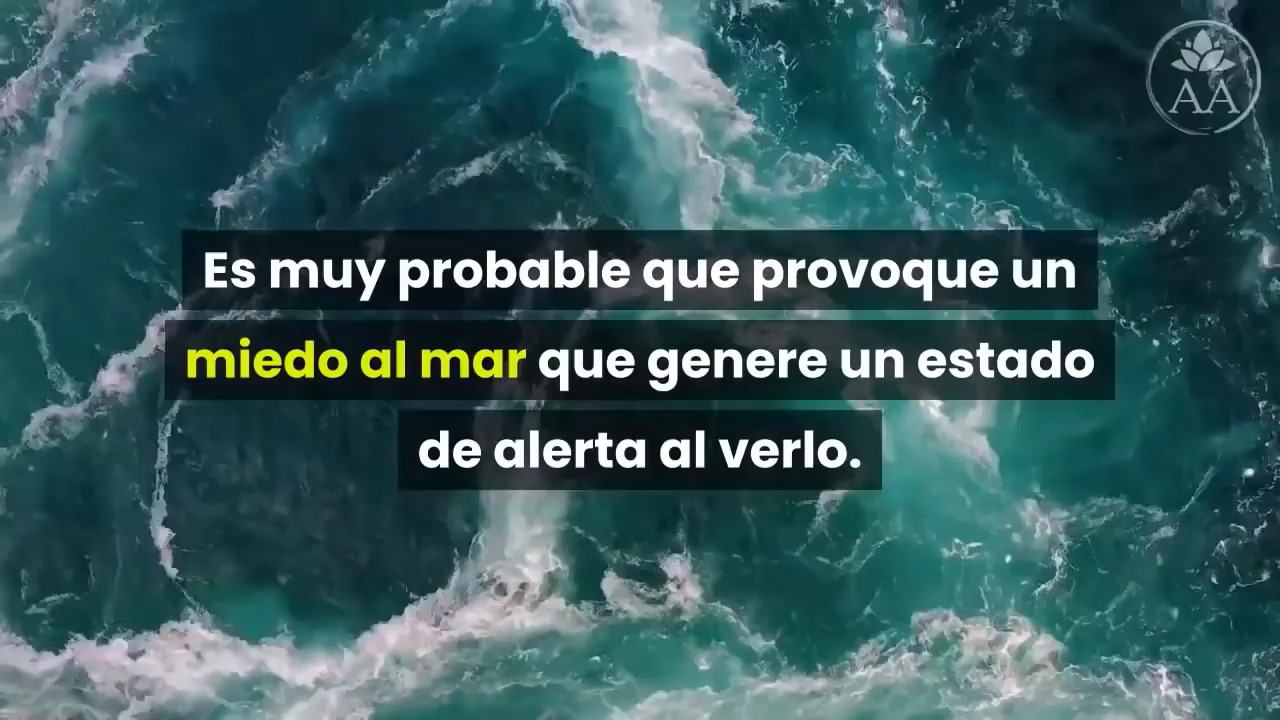 AA
Es muy probable que provoque un
miedo al mar que genere un estado
de alerta al verlo.